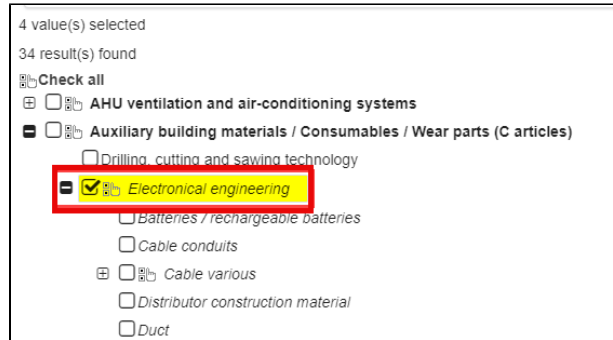 4 value(s) selected
34 result(s) found
Check all
AHU ventilation and air-conditioning systems
Auxiliary building materials / Consumables / Wear parts (C articles)
Drilling, cutting and sawing technology
Electronical engineering
Batteries / rechargeable batteries
Cable conduits
Cable various
Distributor construction material
Duct